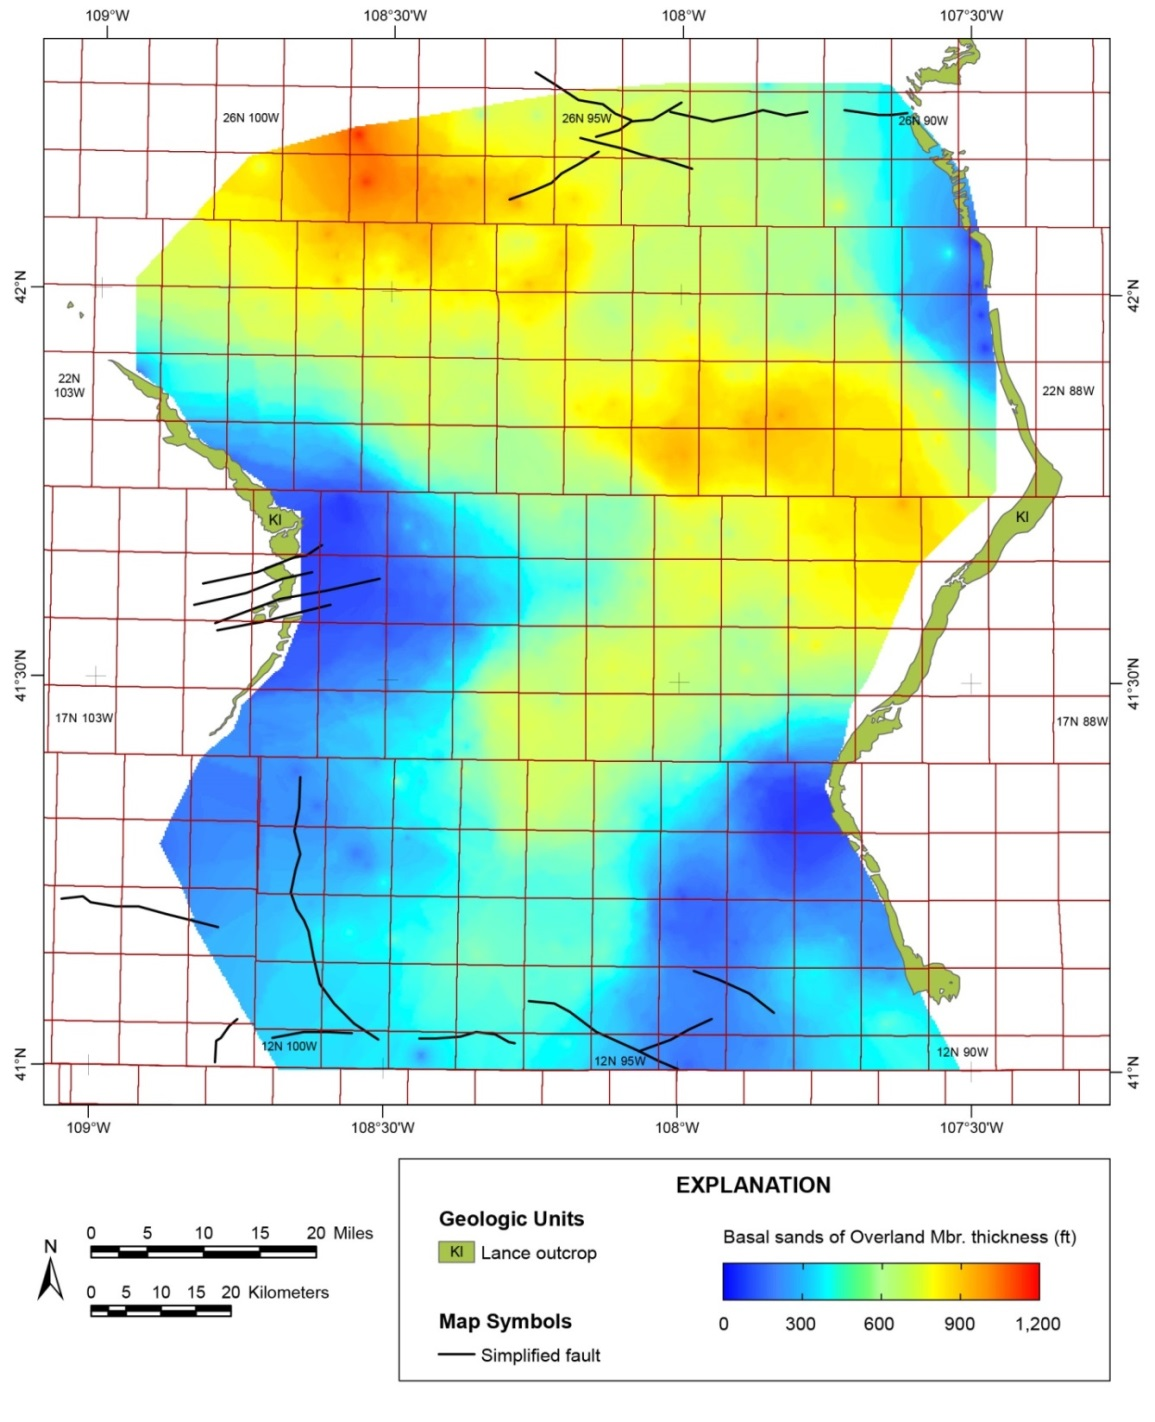 109°W 108°30'W 108°W 107°30'W
26N 100W 26N 95W 26N 90W
42°N 42°N
22N
103W
22N 88W
Kl Kl
41°30'N 41°30'N
17N 103W 17N 88W
12N 100W 12N 95W 12N 90W
41°N 41°N
109°W 108°30'W 108°W 107°30'W
EXPLANATION
Geologic Units
Kl Lance outcrop
Map Symbols
Simplified fault
Basal sands of Overland Mbr. thickness (ft)
0 300 600 900 1,200
N
0 5 10 15 20 Miles
0 5 10 15 20 Kilometers